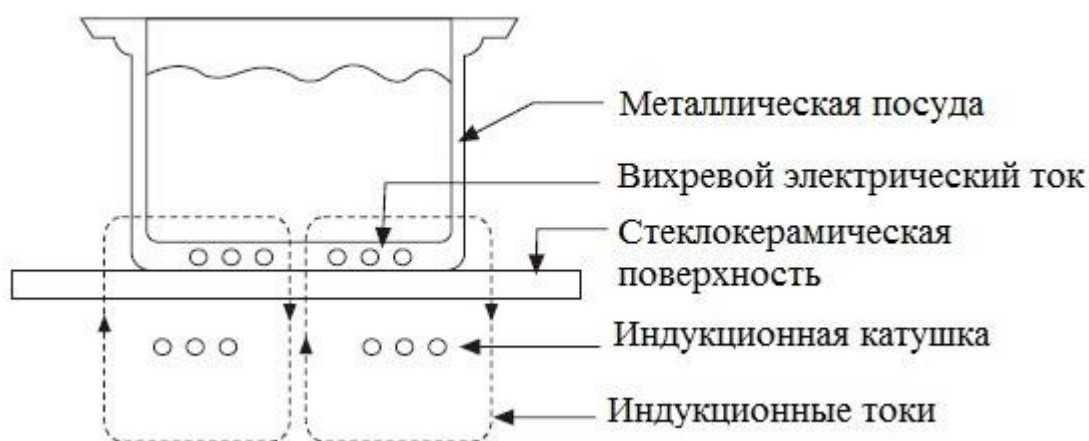 Металлическая посуда
Вихревой электрический ток
Стеклокерамическая
поверхность
Индукционная катушка
Индукционные токи